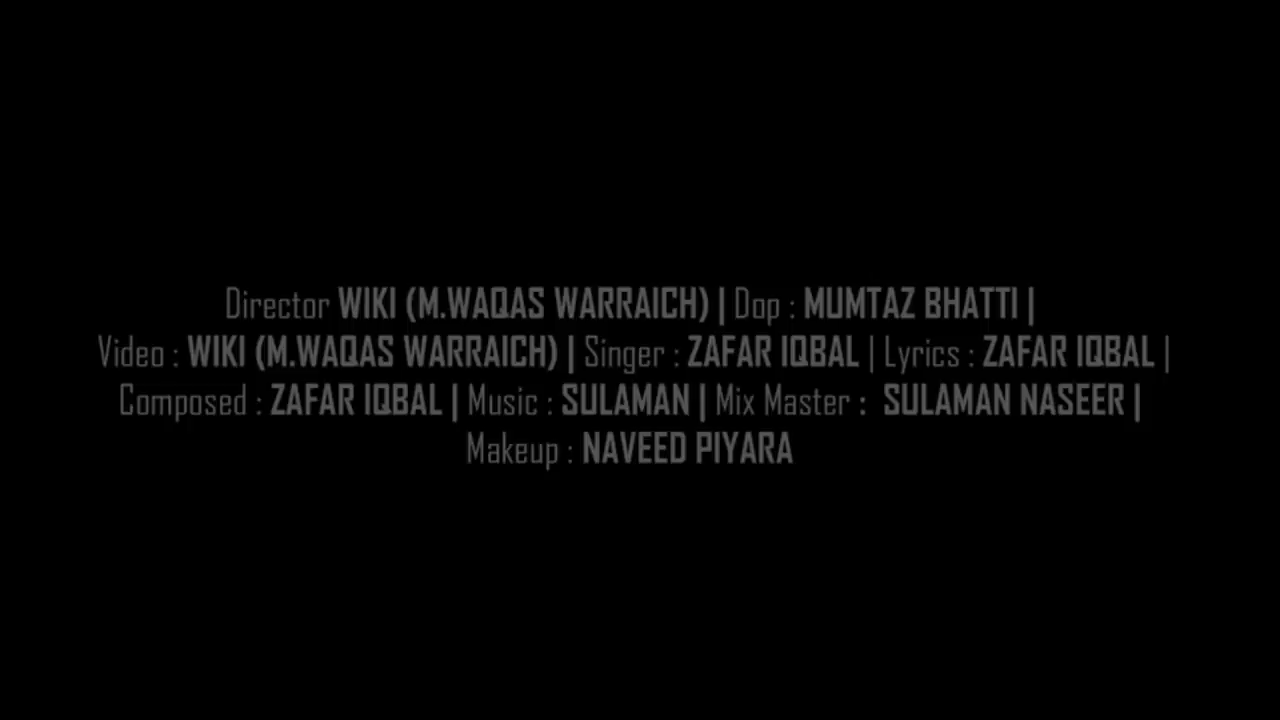 Director WIKI (M.WAQAS WARRAICH) | Dop : MUMTAZ BHATTI |
Video : WIKI (M.WAQAS WARRAICH) | Singer : ZAFAR IQBAL | Lyrics : ZAFAR IQBAL |
Composed : ZAFAR IQBAL | Music : SULAMAN | Mix Master : SULAMAN NASEER |
Makeup : NAVEED PIYARA